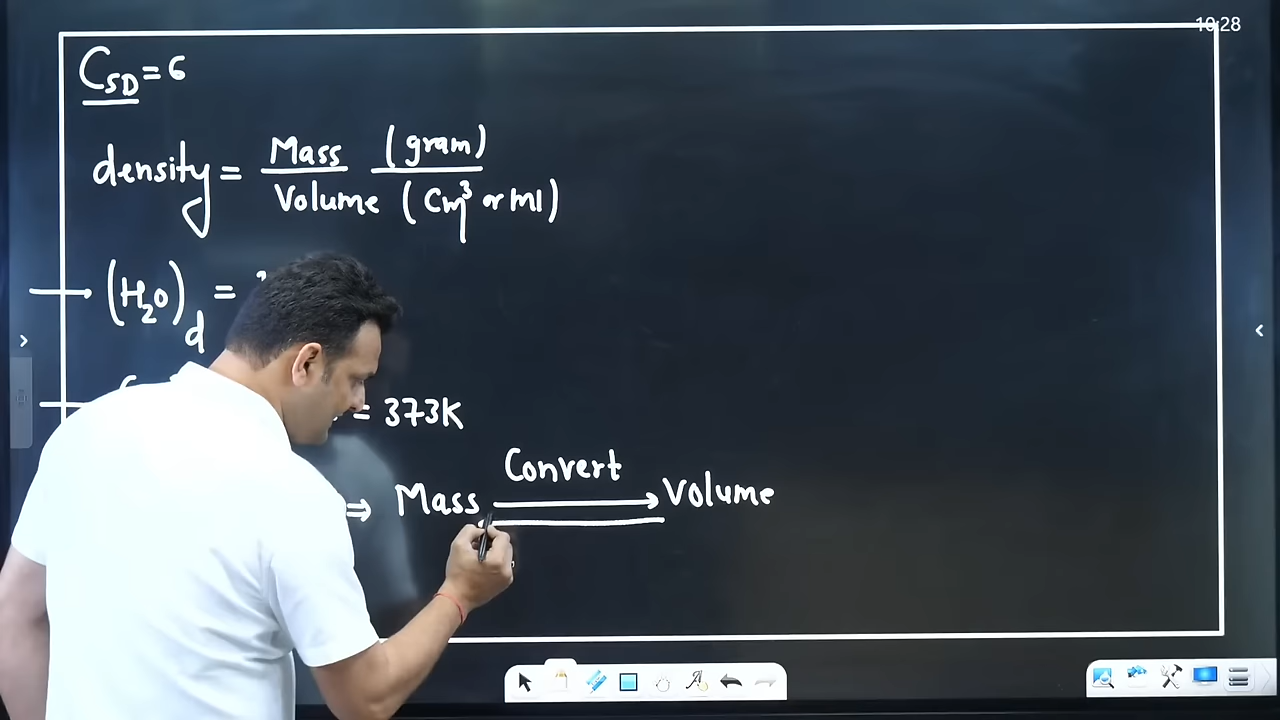 10:28
CSD = 6
density = Mass (gram)
Volume (Cm³ or ml)
(H₂O)d =
= 373K
Convert
⇒ Mass → Volume